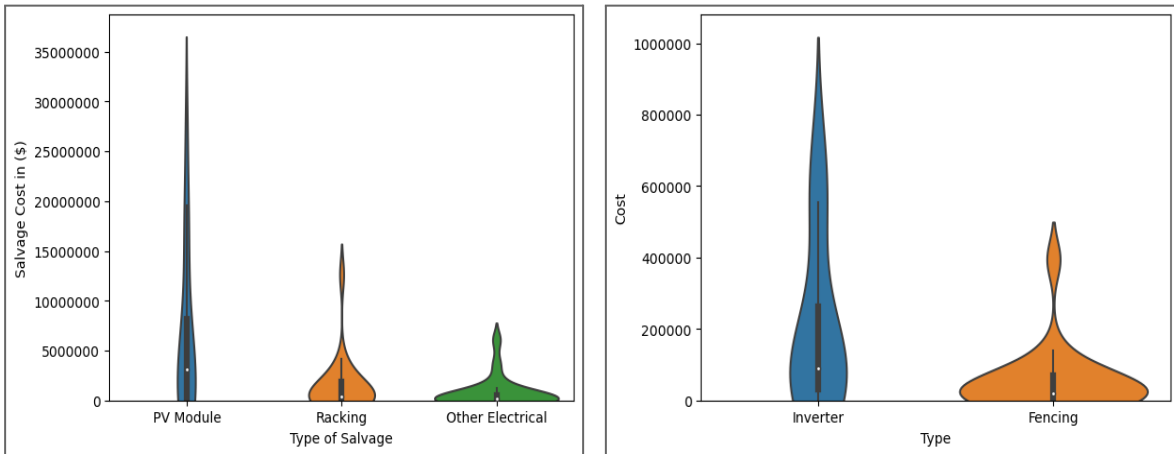 35000000
30000000
25000000
20000000
15000000
10000000
5000000
0
Salvage Cost in ($)
PV Module
Racking
Other Electrical
Type of Salvage
1000000
800000
600000
400000
200000
0
Cost
Inverter
Fencing
Type